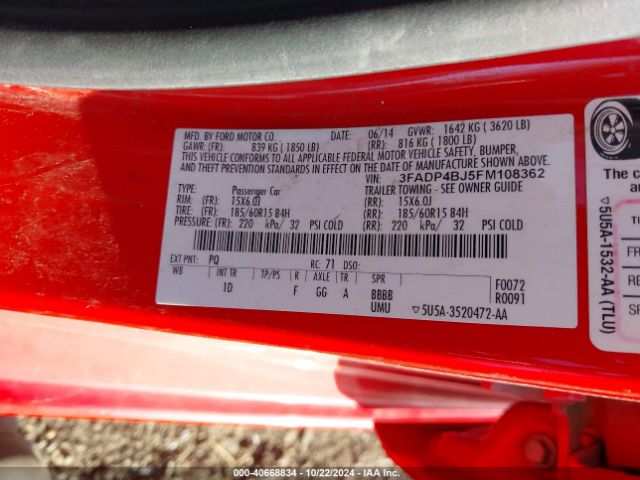 MFD. BY FORD MOTOR CO. DATE: 06/14 GVWR: 1642 KG ( 3620 LB)
GAWR: (FR): 839 KG ( 1850 LB) (RR): 816 KG ( 1800 LB)
THIS VEHICLE CONFORMS TO ALL APPLICABLE FEDERAL MOTOR VEHICLE SAFETY, BUMPER,
AND THEFT PREVENTION STANDARDS IN EFFECT ON THE DATE OF MANUFACTURE SHOWN ABOVE.
VIN: 3FADP4BJ5FM108362
TYPE: Passenger Car TRAILER TOWING - SEE OWNER GUIDE
RIM: (FR): 15X6.0J (RR): 15X6.0J
TIRE: (FR): 185/60R15 84H (RR): 185/60R15 84H
PRESSURE: (FR): 220 kPa/ 32 PSI COLD (RR): 220 kPa/ 32 PSI COLD
EXT PNT: PQ RC: 71 DSO:
WB INT TR TP/PS R AXLE TR SPR F0072
1D F GG A BBBB R0091
UMU ▽5U5A-3520472-AA
The c
▽5U5A-1532-AA (TLU)
TI
FR
RE
SP
000-40668834 - 10/22/2024 - IAA Inc.